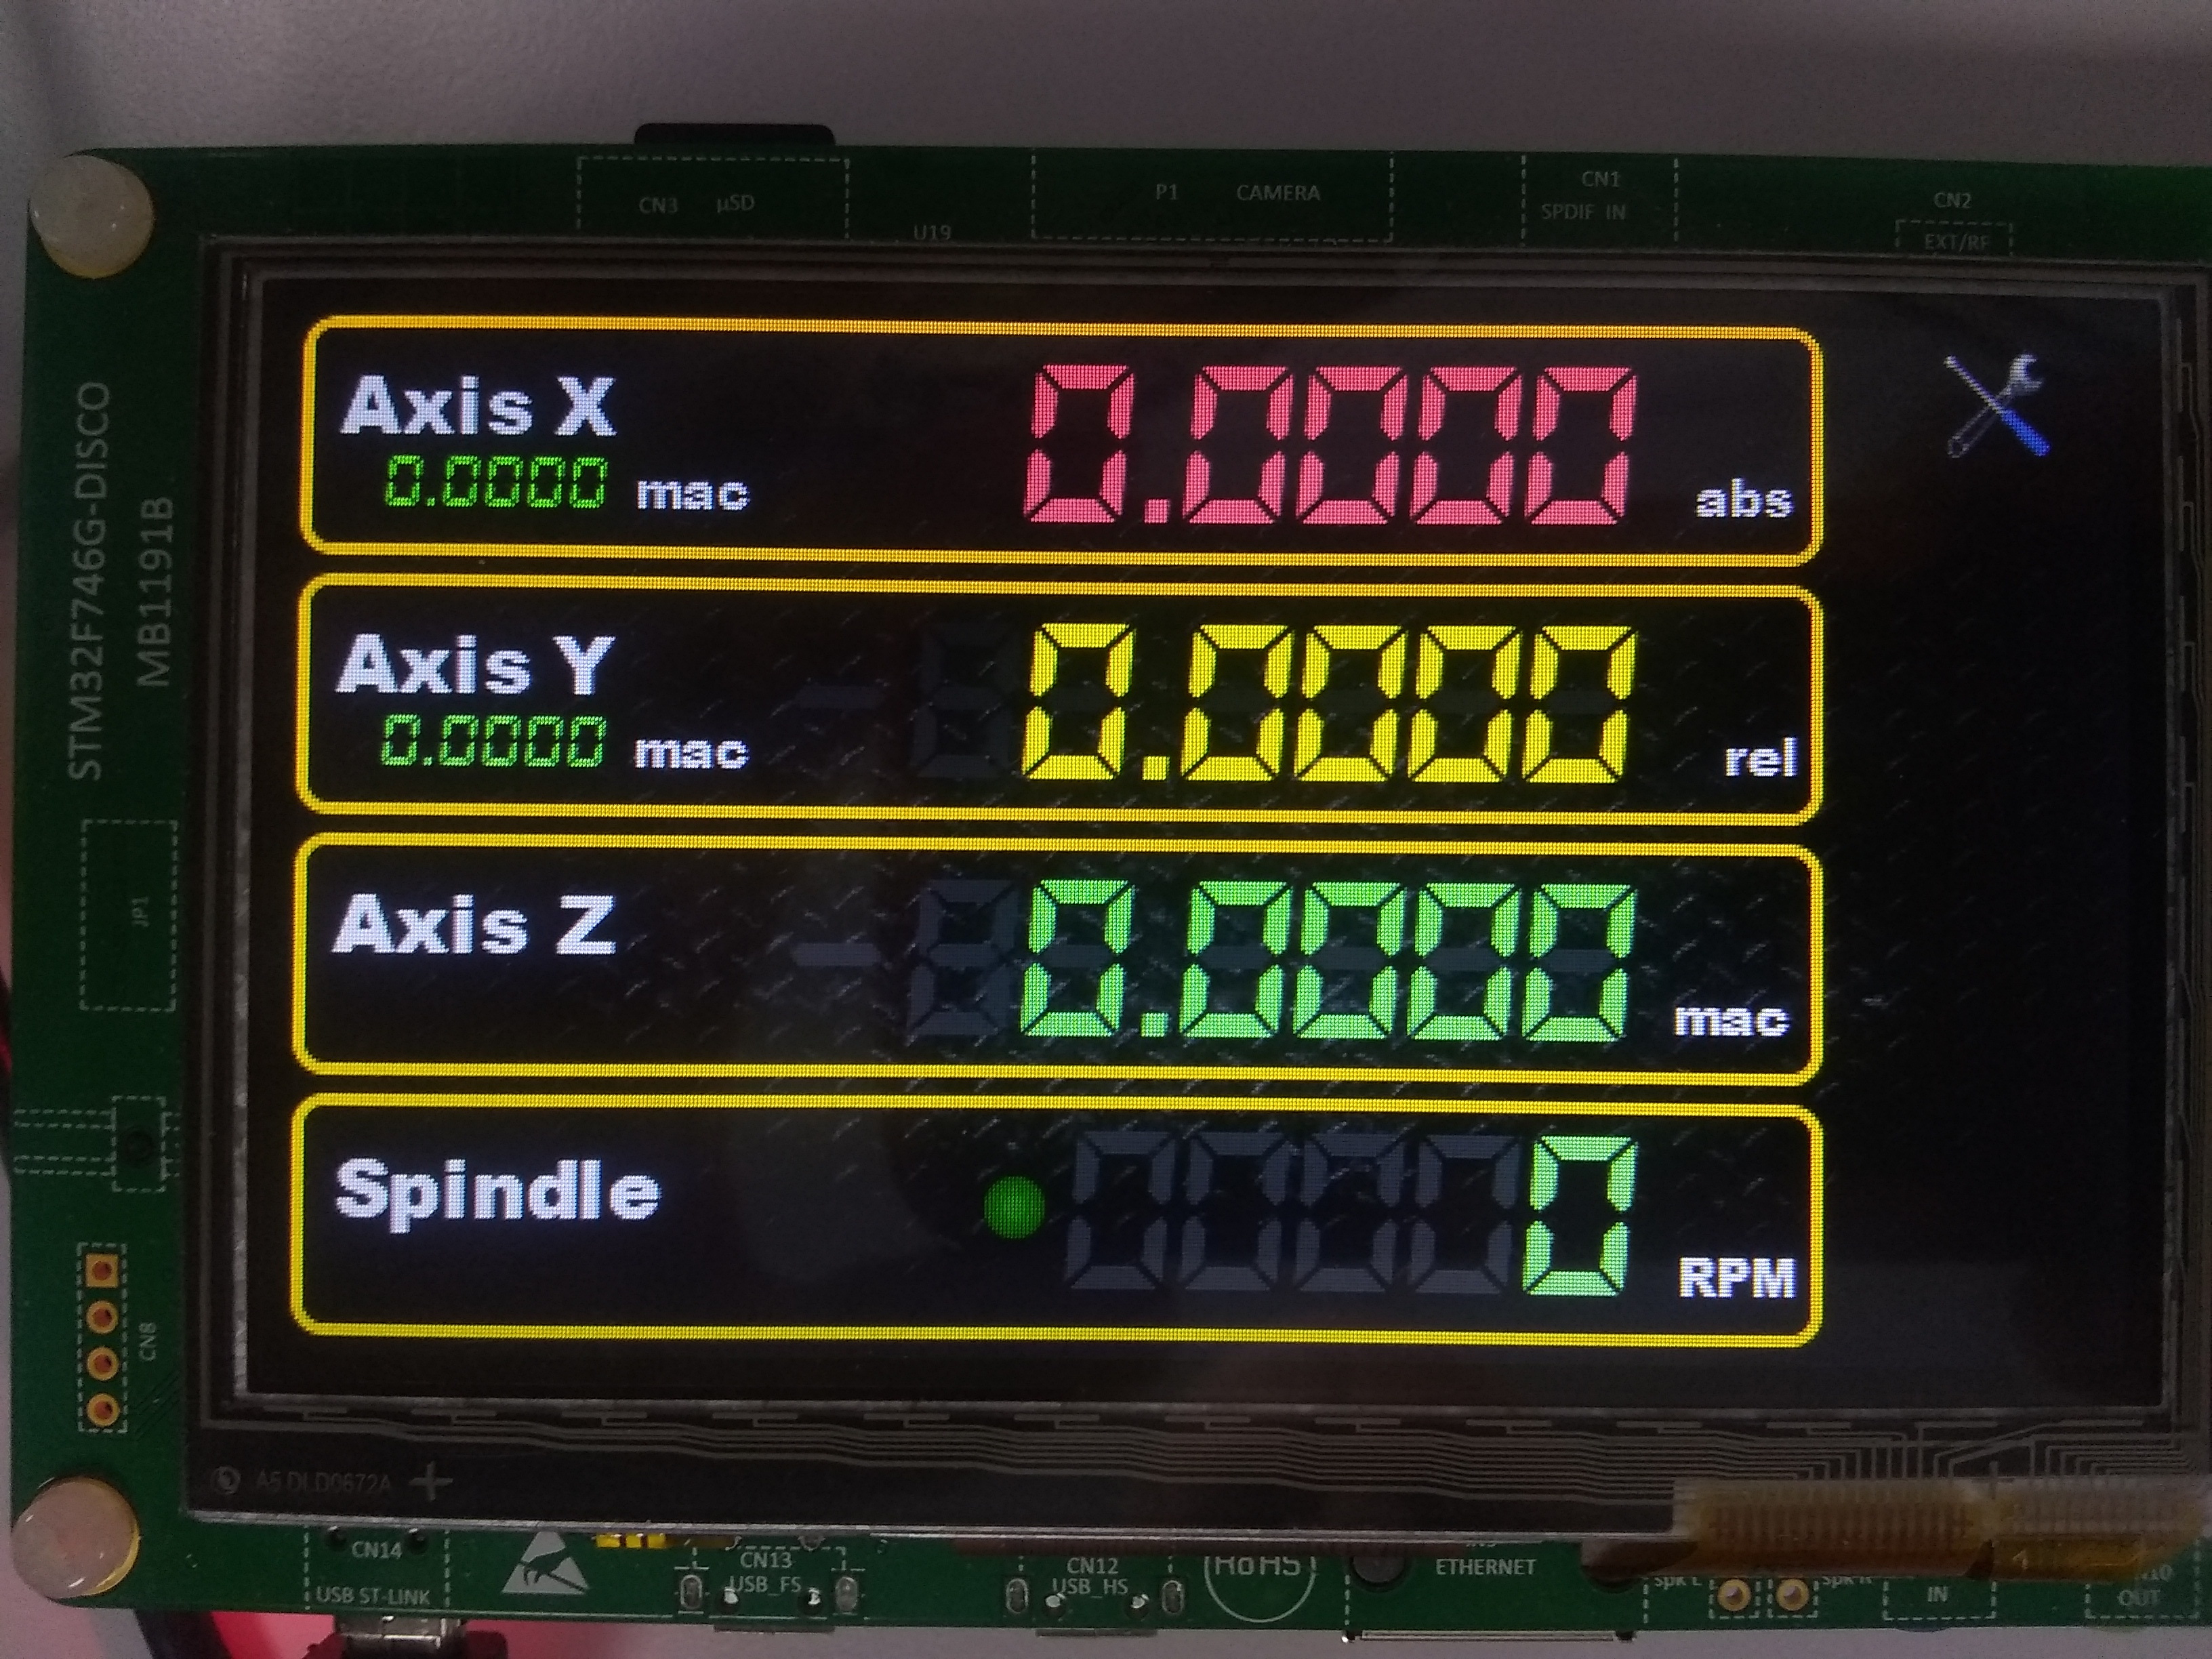 CN3 µSD
P1 CAMERA
CN1
SPDIF IN
CN2
EXT/RF
U19
STM32F746G-DISCO
MB1191B
JP1
CN8
Axis X
0.0000 mac
0.0000 abs
Axis Y
0.0000 mac
0.0000 rel
Axis Z
0.0000 mac
Spindle
0 RPM
A5 DLD0672A
CN14
USB ST-LINK
CN13
USB_FS
CN12
USB_HS
RoHS
ETHERNET
IN
OUT